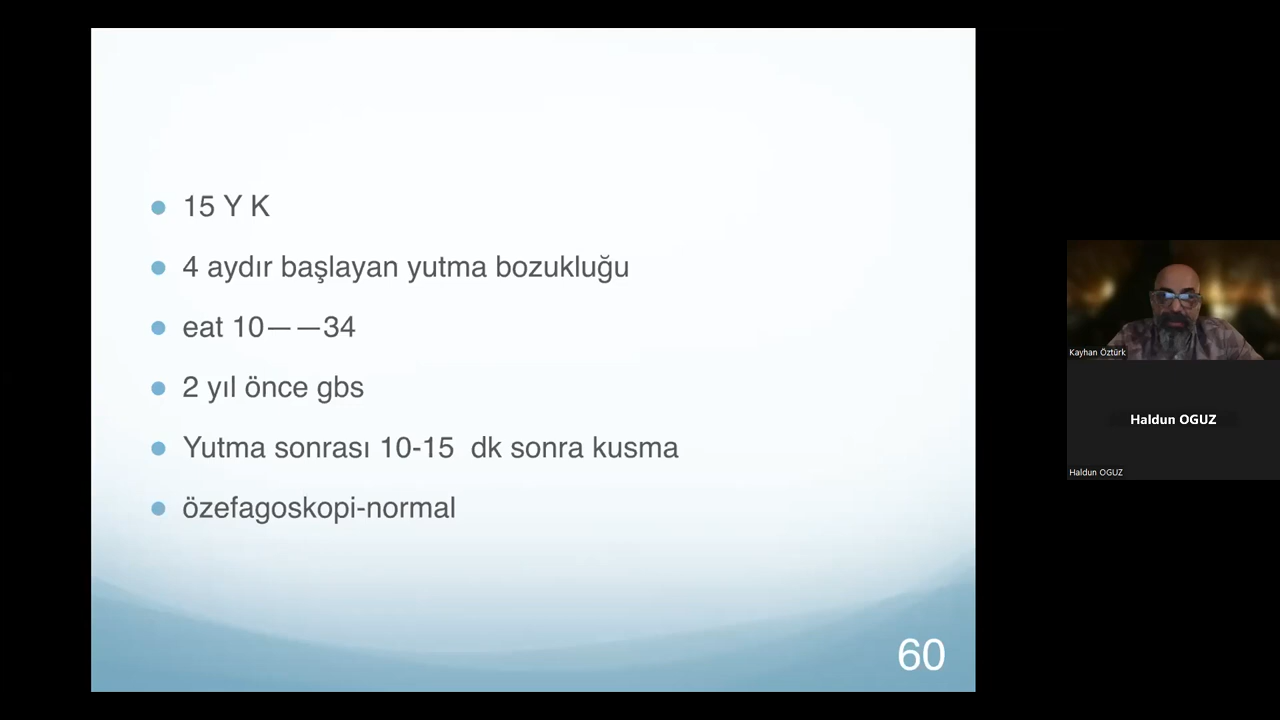 15 Y K
4 aydır başlayan yutma bozukluğu
eat 10— —34
2 yıl önce gbs
Yutma sonrası 10-15 dk sonra kusma
özefagoskopi-normal
60
Kayhan Öztürk
Haldun OGUZ
Haldun OGUZ